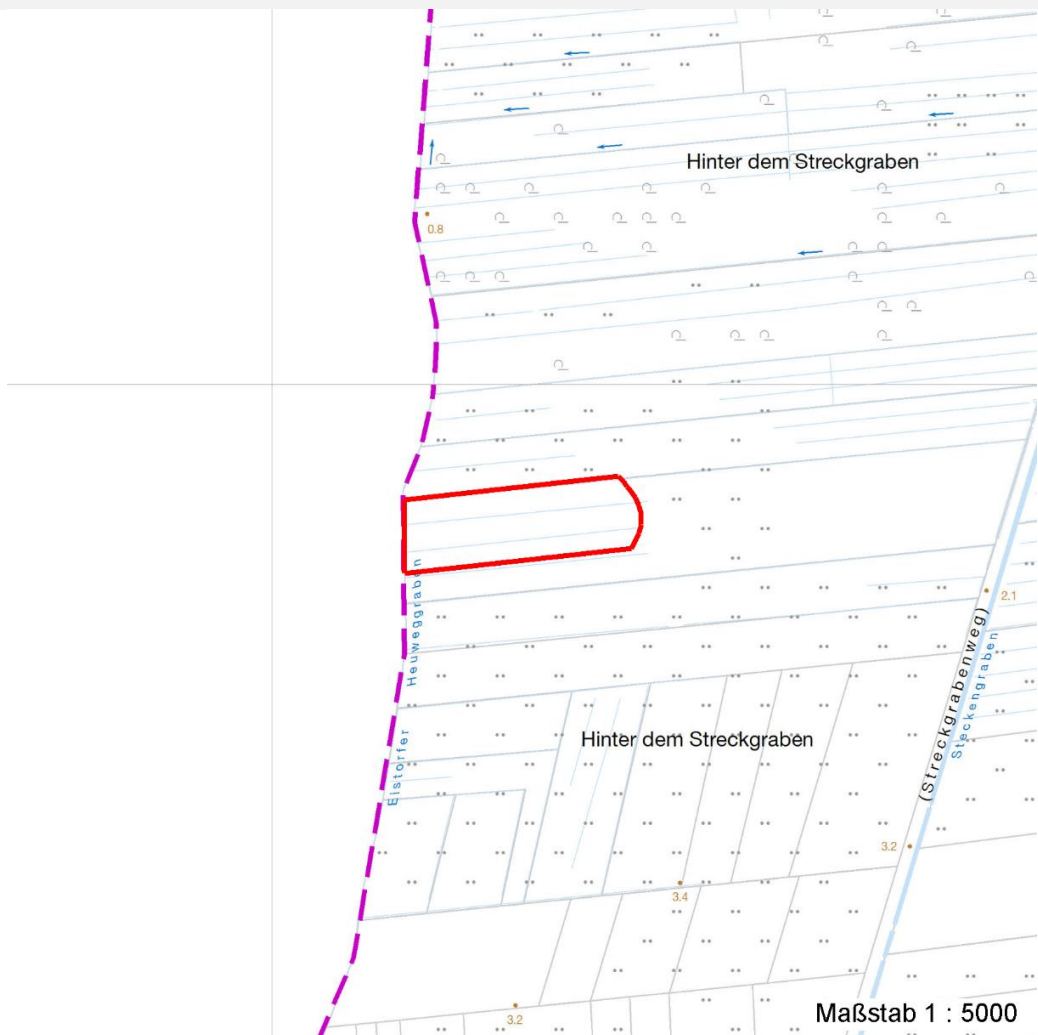 Hinter dem Streckgraben
0.8
2.1
Eistorfer Heuweggraben
(Streckgrabenweg)
Steckengraben
Hinter dem Streckgraben
3.2
3.4
3.2
Maßstab 1 : 5000